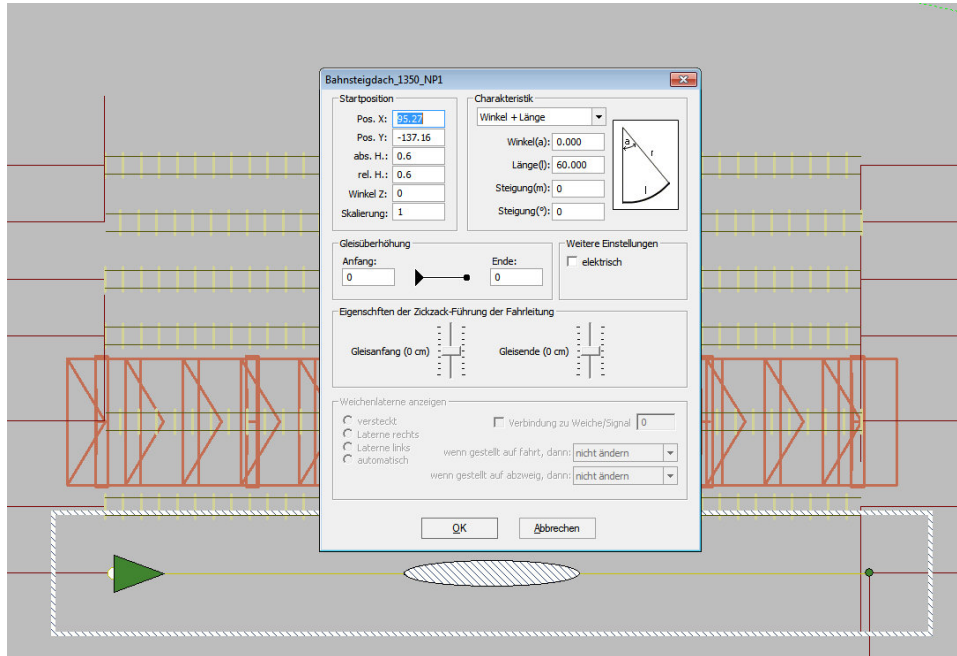 Bahnsteigdach_1350_NP1
Startposition
Pos. X: 95.27
Pos. Y: -137.16
abs. H.: 0.6
rel. H.: 0.6
Winkel Z: 0
Skalierung: 1
Charakteristik
Winkel + Länge
Winkel(a): 0.000
Länge(l): 60.000
Steigung(m): 0
Steigung(°): 0
a
r
l
Gleisüberhöhung
Anfang:
0
Ende:
0
Weitere Einstellungen
elektrisch
Eigenschften der Zickzack-Führung der Fahrleitung
Gleisanfang (0 cm)
Gleisende (0 cm)
Weichenlaterne anzeigen
versteckt
Laterne rechts
Laterne links
automatisch
Verbindung zu Weiche/Signal 0
wenn gestellt auf fahrt, dann: nicht ändern
wenn gestellt auf abzweig, dann: nicht ändern
OK
Abbrechen